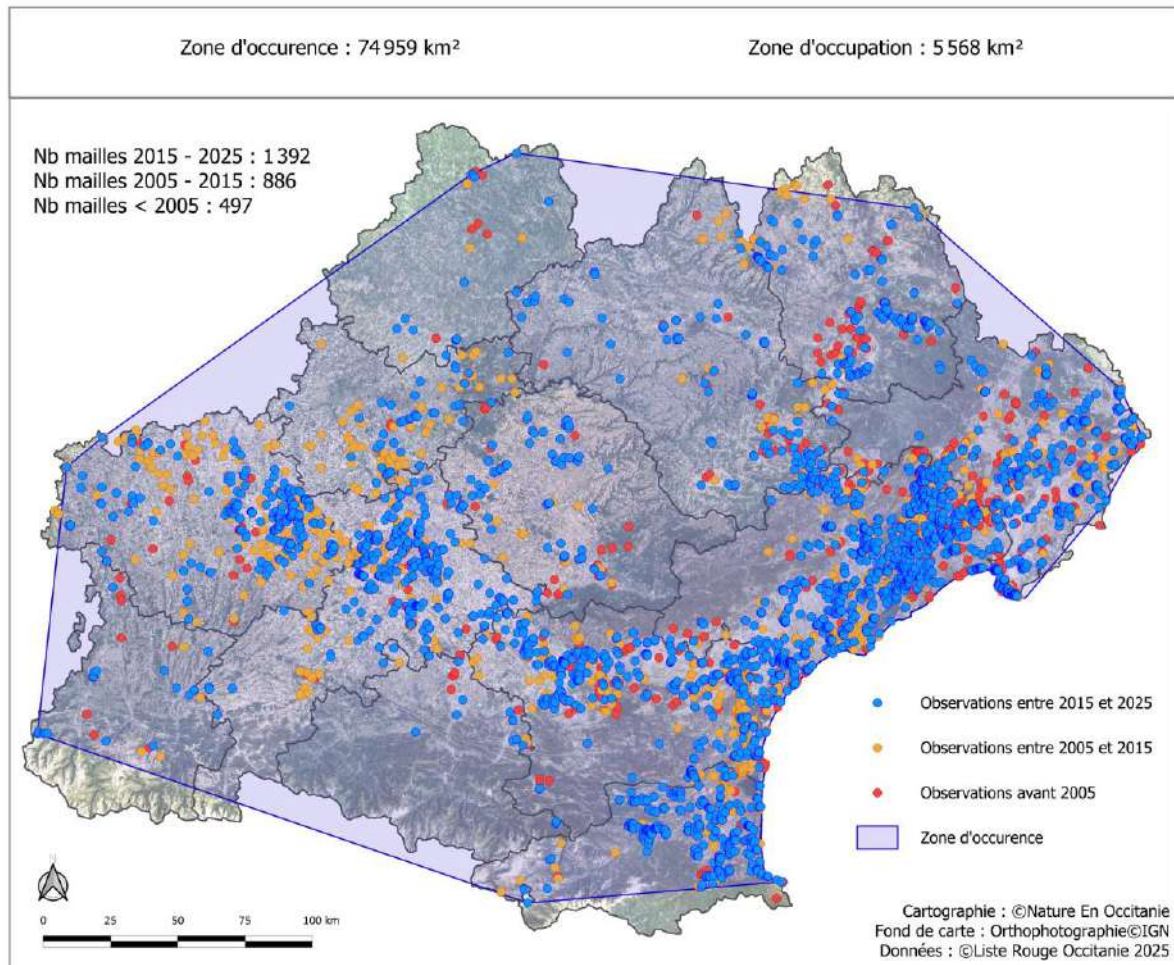 Zone d'occurence : 74 959 km²
Zone d'occupation : 5 568 km²
Nb mailles 2015 - 2025 : 1 392
Nb mailles 2005 - 2015 : 886
Nb mailles < 2005 : 497
Observations entre 2015 et 2025
Observations entre 2005 et 2015
Observations avant 2005
Zone d'occurence
N
0 25 50 75 100 km
Cartographie : ©Nature En Occitanie
Fond de carte : Orthophotographie©IGN
Données : ©Liste Rouge Occitanie 2025